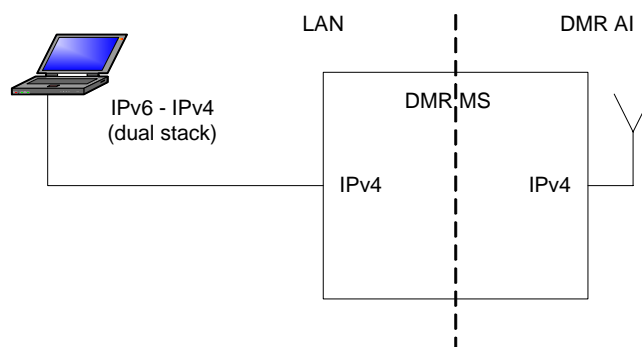 LAN
DMR AI
DMR MS
IPv6 - IPv4
(dual stack)
IPv4
IPv4